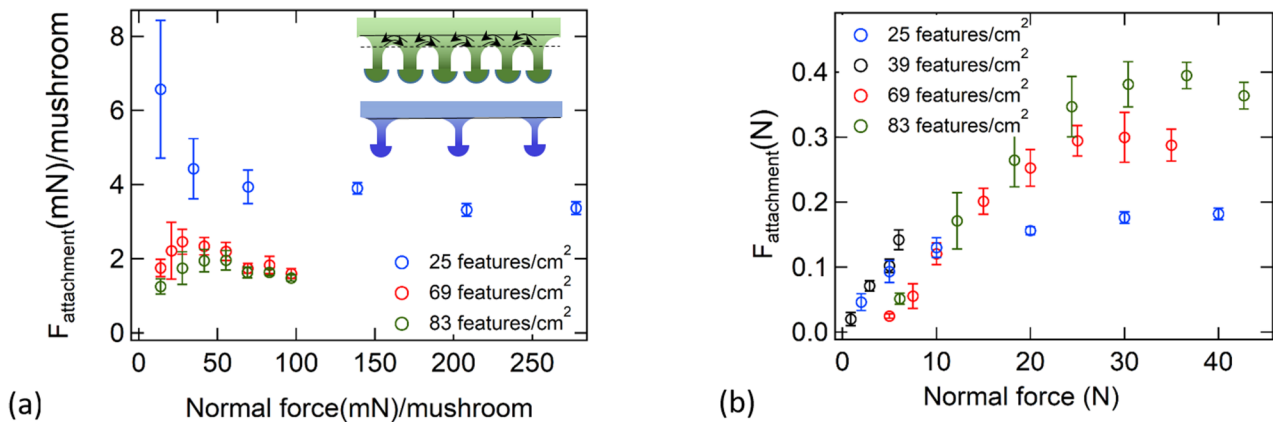 8
6
4
2
0
F_attachment(mN)/mushroom
25 features/cm²
69 features/cm²
83 features/cm²
0 50 100 150 200 250
Normal force(mN)/mushroom
(a)
0.4
0.3
0.2
0.1
0.0
F_attachment(N)
25 features/cm²
39 features/cm²
69 features/cm²
83 features/cm²
0 10 20 30 40
Normal force (N)
(b)